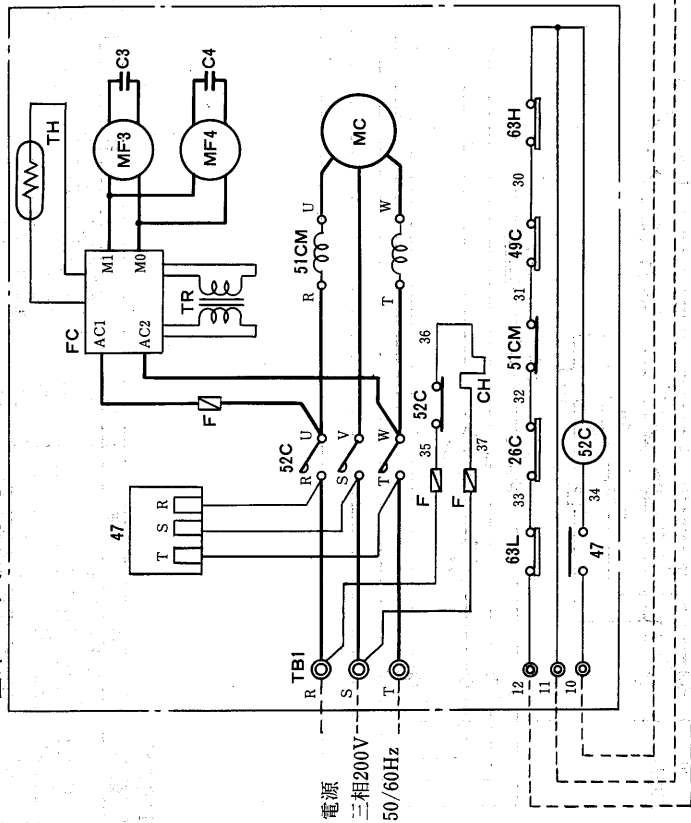 TH
C3
C4
MF3
MF4
M1
M0
FC
AC1
AC2
TR
F
47
R
S
T
52C
R
S
T
U
V
W
51CM
R
U
T
W
MC
TB1
R
S
T
電源
三相200V
50/60Hz
F
F
35
52C
36
37
CH
63L
33
26C
32
51CM
31
49C
30
63H
47
34
52C
12
11
10